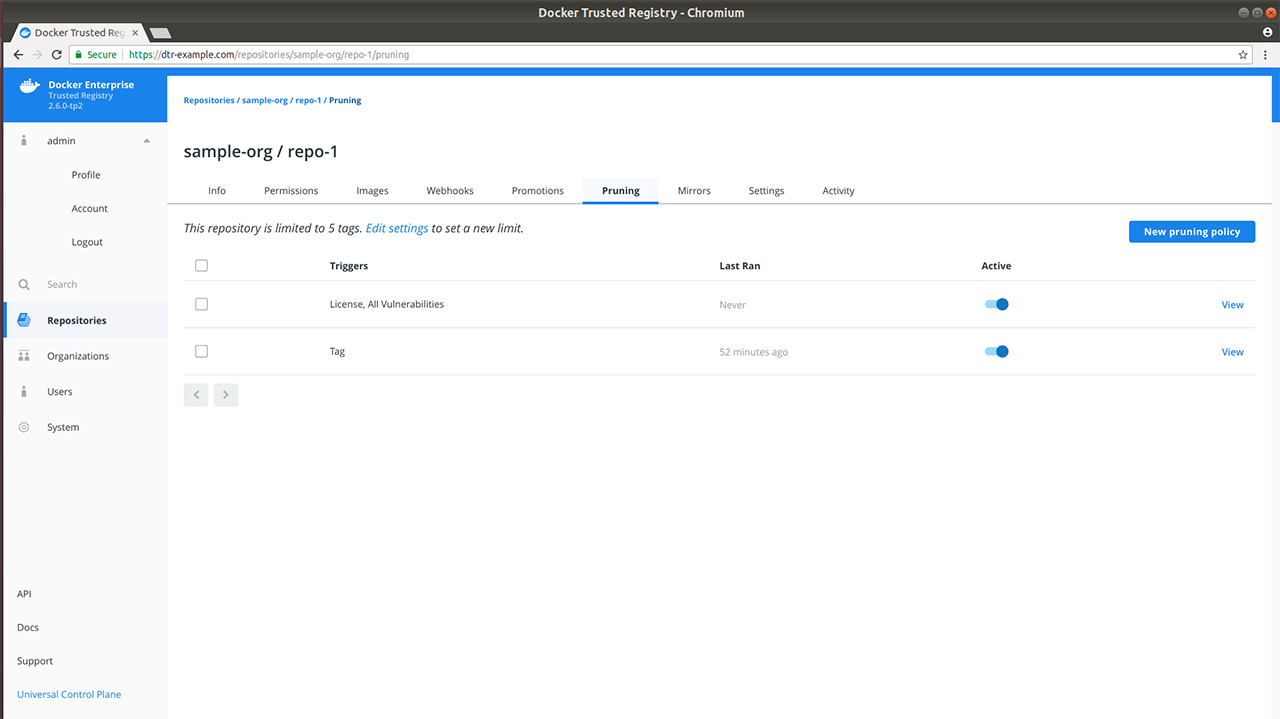 Docker Trusted Registry - Chromium
Docker Trusted Reg
Secure https://dtr-example.com/repositories/sample-org/repo-1/pruning
Docker Enterprise
Trusted Registry
2.6.0-tp2
admin
Profile
Account
Logout
Search
Repositories
Organizations
Users
System
API
Docs
Support
Universal Control Plane
Repositories / sample-org / repo-1 / Pruning
sample-org / repo-1
Info Permissions Images Webhooks Promotions Pruning Mirrors Settings Activity
This repository is limited to 5 tags. Edit settings to set a new limit.
New pruning policy
Triggers Last Ran Active
License, All Vulnerabilities Never View
Tag 52 minutes ago View